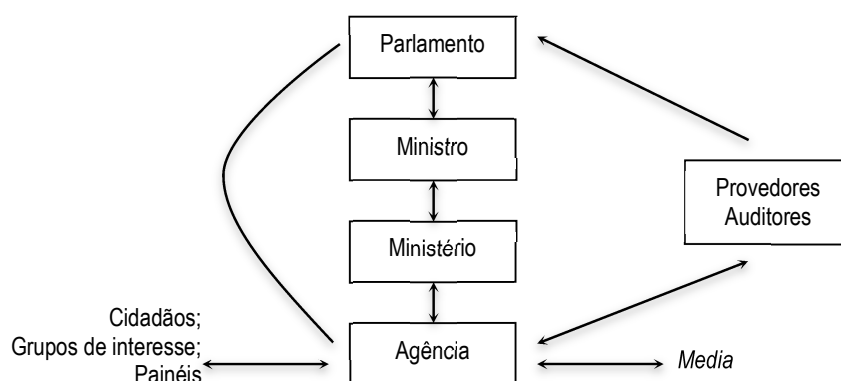 Parlamento
Ministro
Provedores
Auditores
Ministério
Cidadãos;
Grupos de interesse;
Painéis
Agência
Media